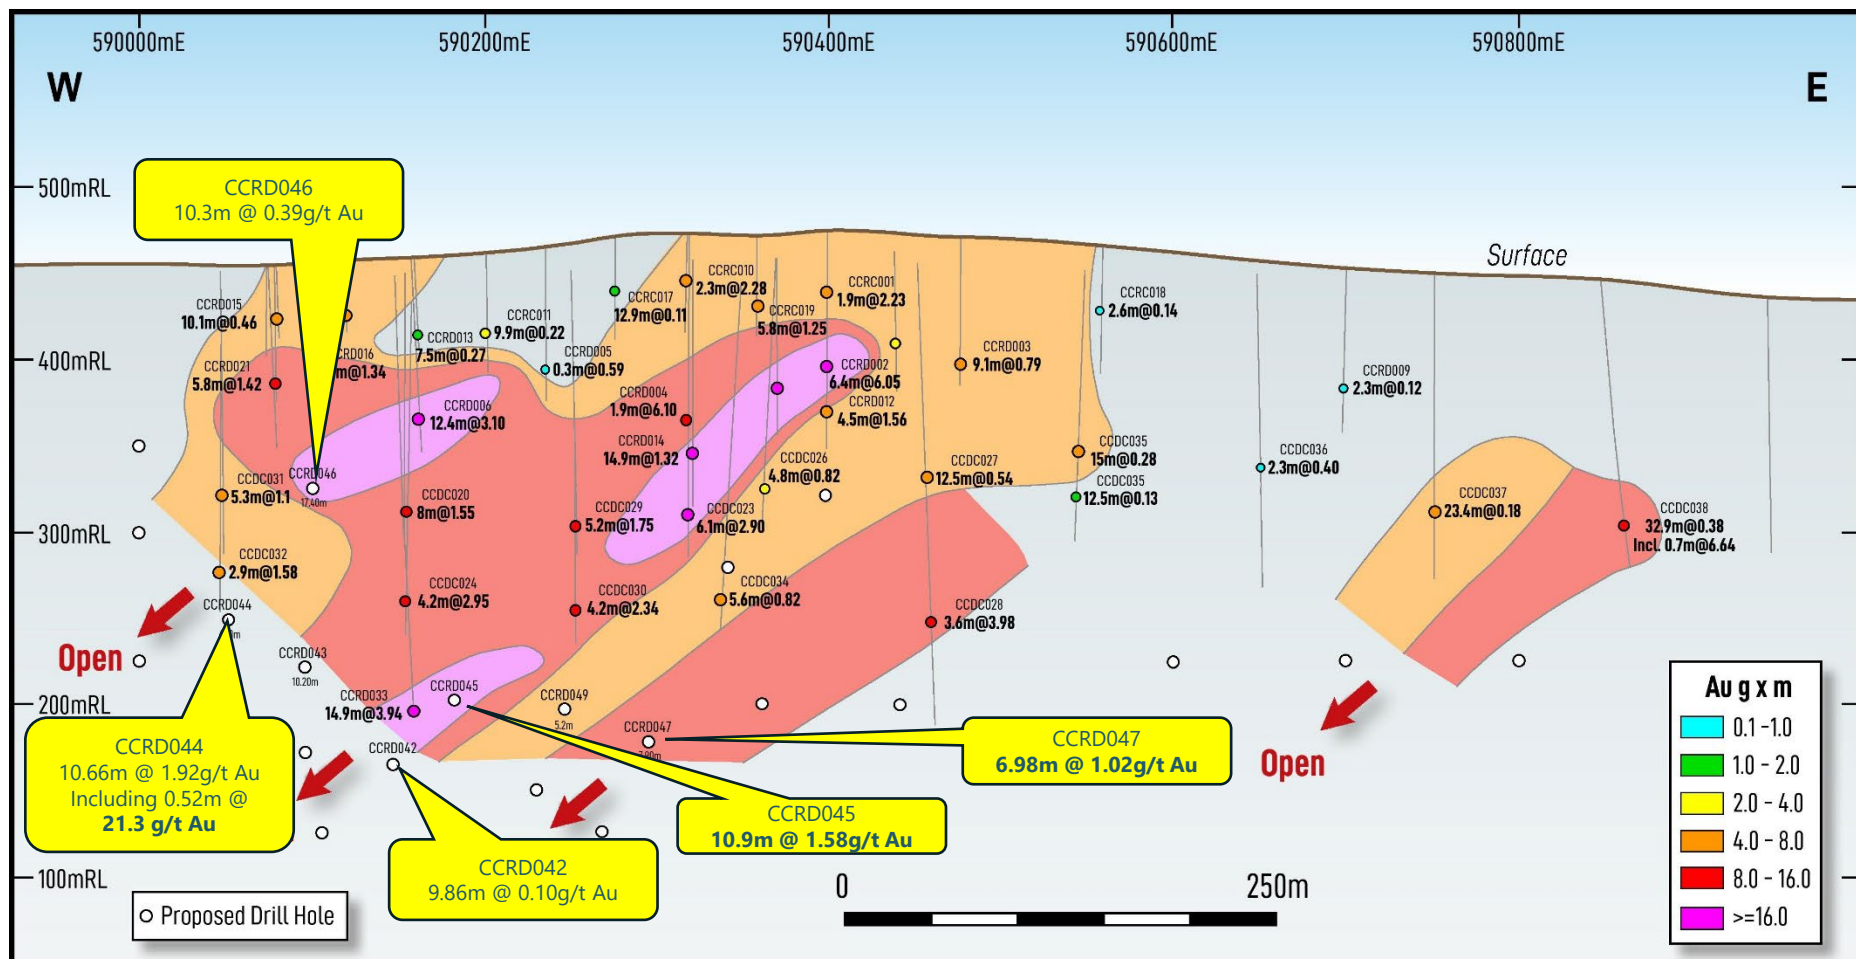 590000mE
590200mE
590400mE
590600mE
590800mE
W
E
500mRL
400mRL
300mRL
200mRL
100mRL
Surface
CCRD046
10.3m @ 0.39g/t Au
CCRD015
10.1m@0.46
CCRD021
5.8m@1.42
m@1.34
CCRD013
7.5m@0.27
CCRC011
9.9m@0.22
CCRD005
0.3m@0.59
CCRC017
12.9m@0.11
CCRC010
2.3m@2.28
CCRC019
5.8m@1.25
CCRC001
1.9m@2.23
CCRD002
6.4m@6.05
CCRD012
4.5m@1.56
CCRD003
9.1m@0.79
CCRC018
2.6m@0.14
CCRD009
2.3m@0.12
CCRD006
12.4m@3.10
CCRD004
1.9m@6.10
CCRD014
14.9m@1.32
CCDC026
4.8m@0.82
CCDC027
12.5m@0.54
CCDC035
15m@0.28
CCDC035
12.5m@0.13
CCDC036
2.3m@0.40
CCDC037
23.4m@0.18
CCDC038
32.9m@0.38
Incl. 0.7m@6.64
CCRD046
17.40m
CCDC031
5.3m@1.1
CCDC020
8m@1.55
CCDC029
5.2m@1.75
CCDC023
6.1m@2.90
CCDC032
2.9m@1.58
CCDC024
4.2m@2.95
CCDC030
4.2m@2.34
CCDC034
5.6m@0.82
CCDC028
3.6m@3.98
CCRD044
Open
CCRD043
10.20m
CCRD033
14.9m@3.94
CCRD045
CCRD049
5.2m
CCRD047
CCRD042
CCRD044
10.66m @ 1.92g/t Au
Including 0.52m @
21.3 g/t Au
CCRD042
9.86m @ 0.10g/t Au
CCRD045
10.9m @ 1.58g/t Au
CCRD047
6.98m @ 1.02g/t Au
Open
Proposed Drill Hole
0
250m
Au g x m
0.1 - 1.0
1.0 - 2.0
2.0 - 4.0
4.0 - 8.0
8.0 - 16.0
>=16.0